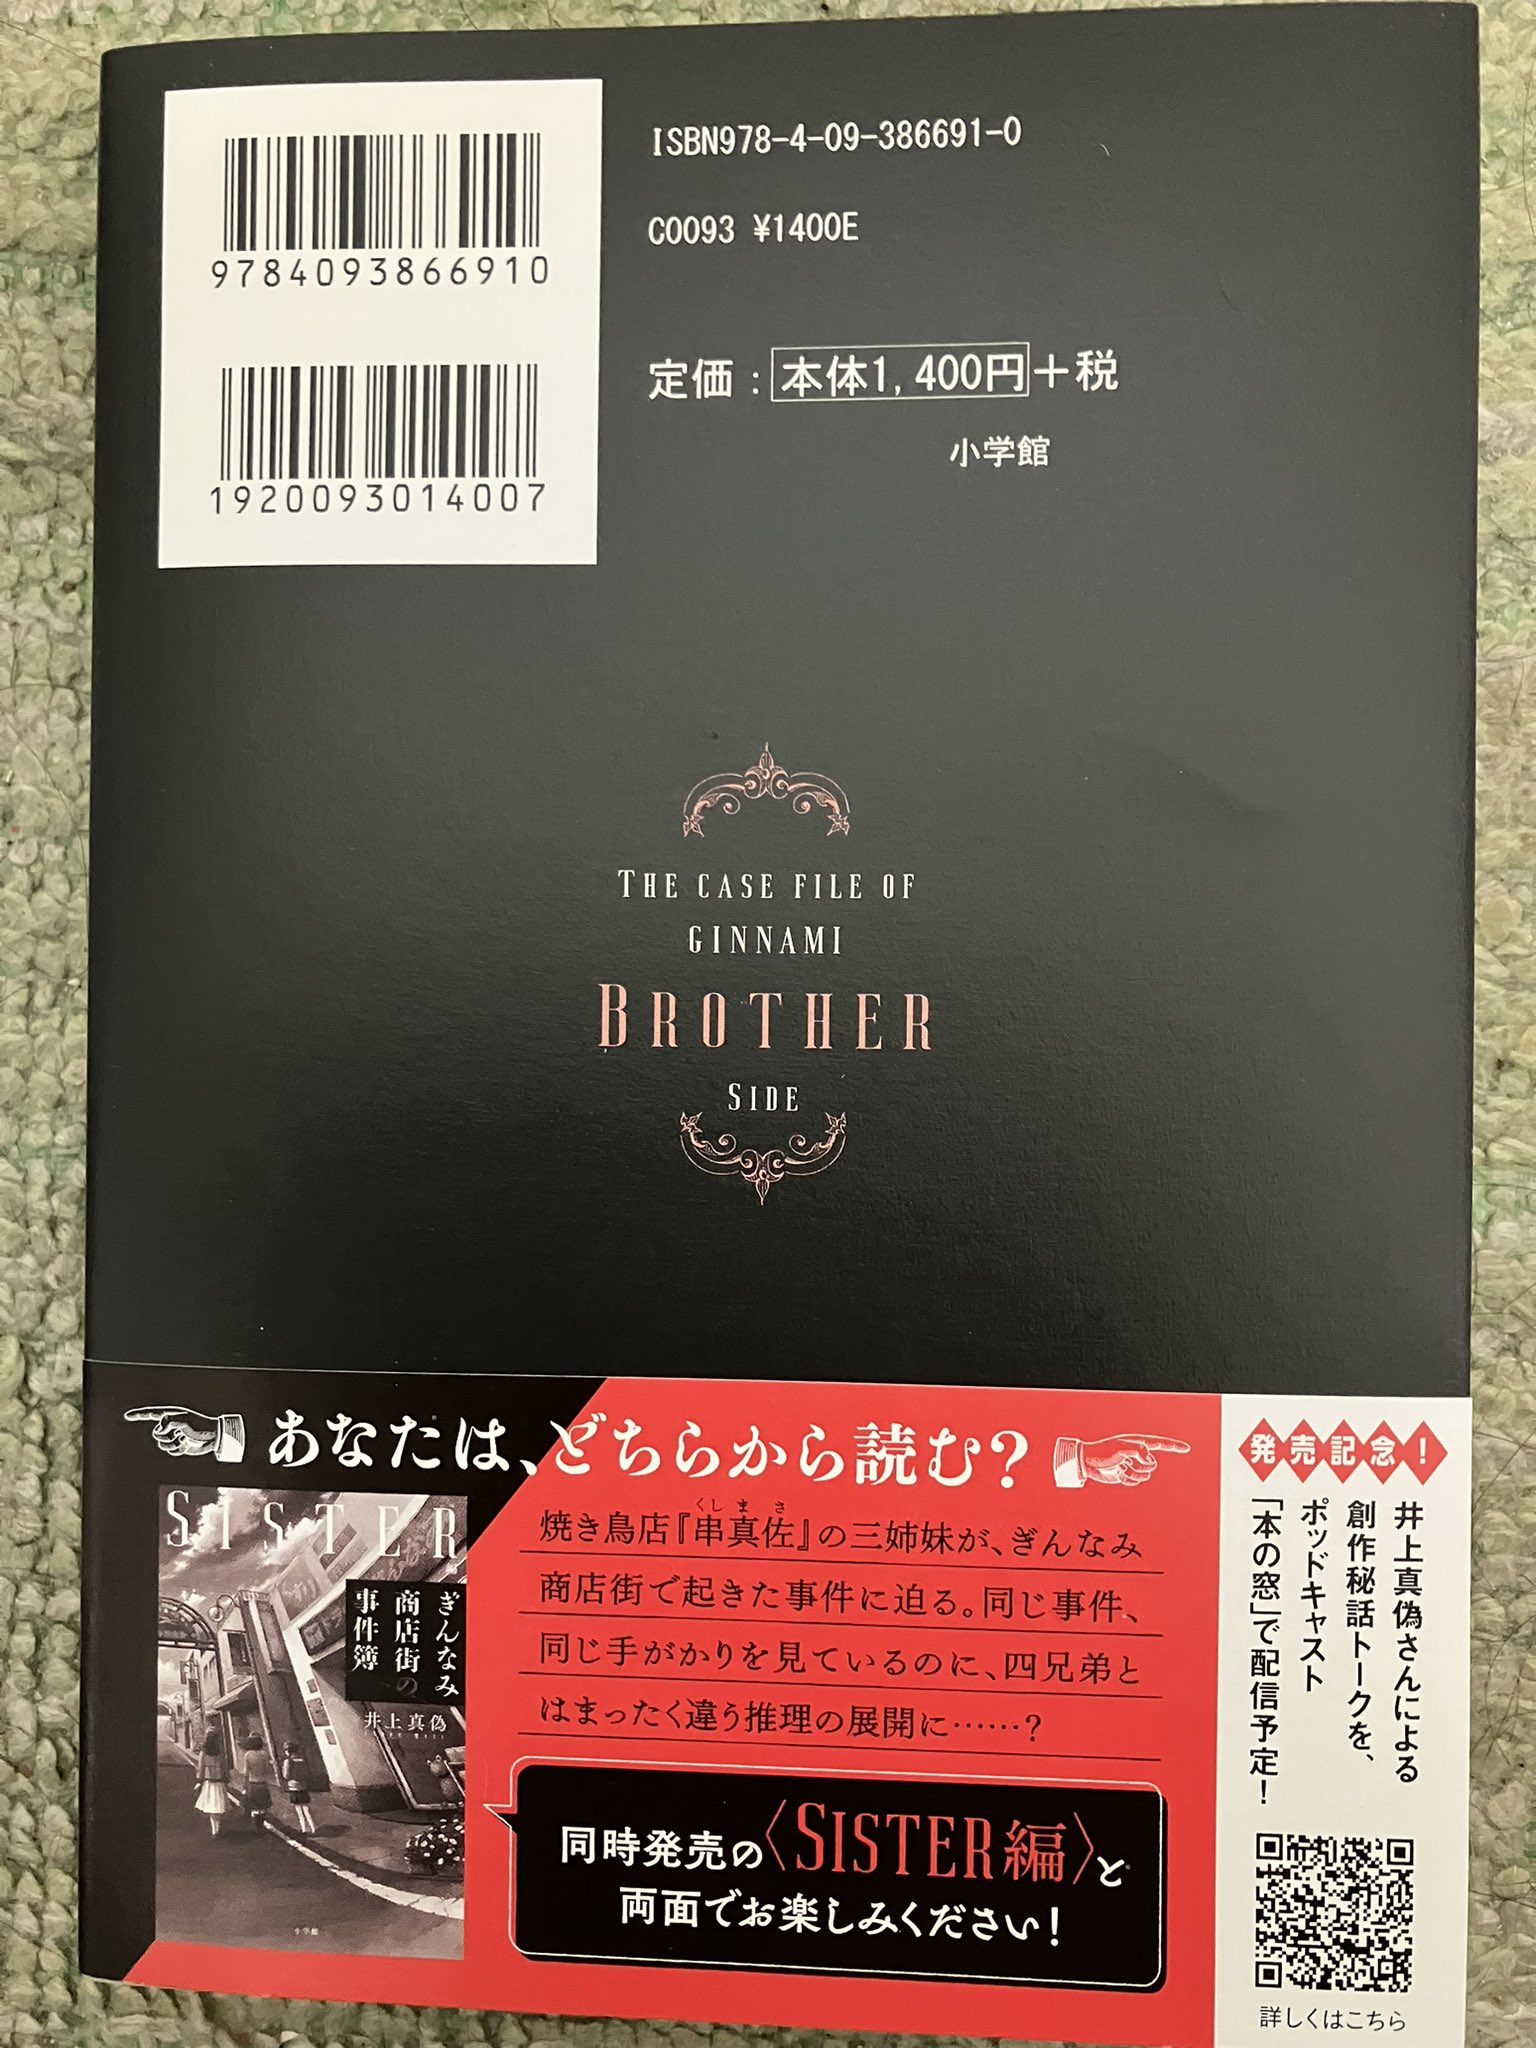 9784093866910
1920093014007
ISBN978-4-09-386691-0
C0093 ¥1400E
定価：本体1,400円＋税
小学館
THE CASE FILE OF
GINNAMI
BROTHER
SIDE
あなたは、どちらから読む？
SISTER
ぎんなみ
商店街の
事件簿
井上真偽
小学館
くしまさ
焼き鳥店『串真佐』の三姉妹が、ぎんなみ
商店街で起きた事件に迫る。同じ事件、
同じ手がかりを見ているのに、四兄弟と
はまったく違う推理の展開に……？
同時発売の〈SISTER編〉と
両面でお楽しみください！
発売記念！
井上真偽さんによる
創作秘話トークを、
ポッドキャスト
「本の窓」で配信予定！
詳しくはこちら